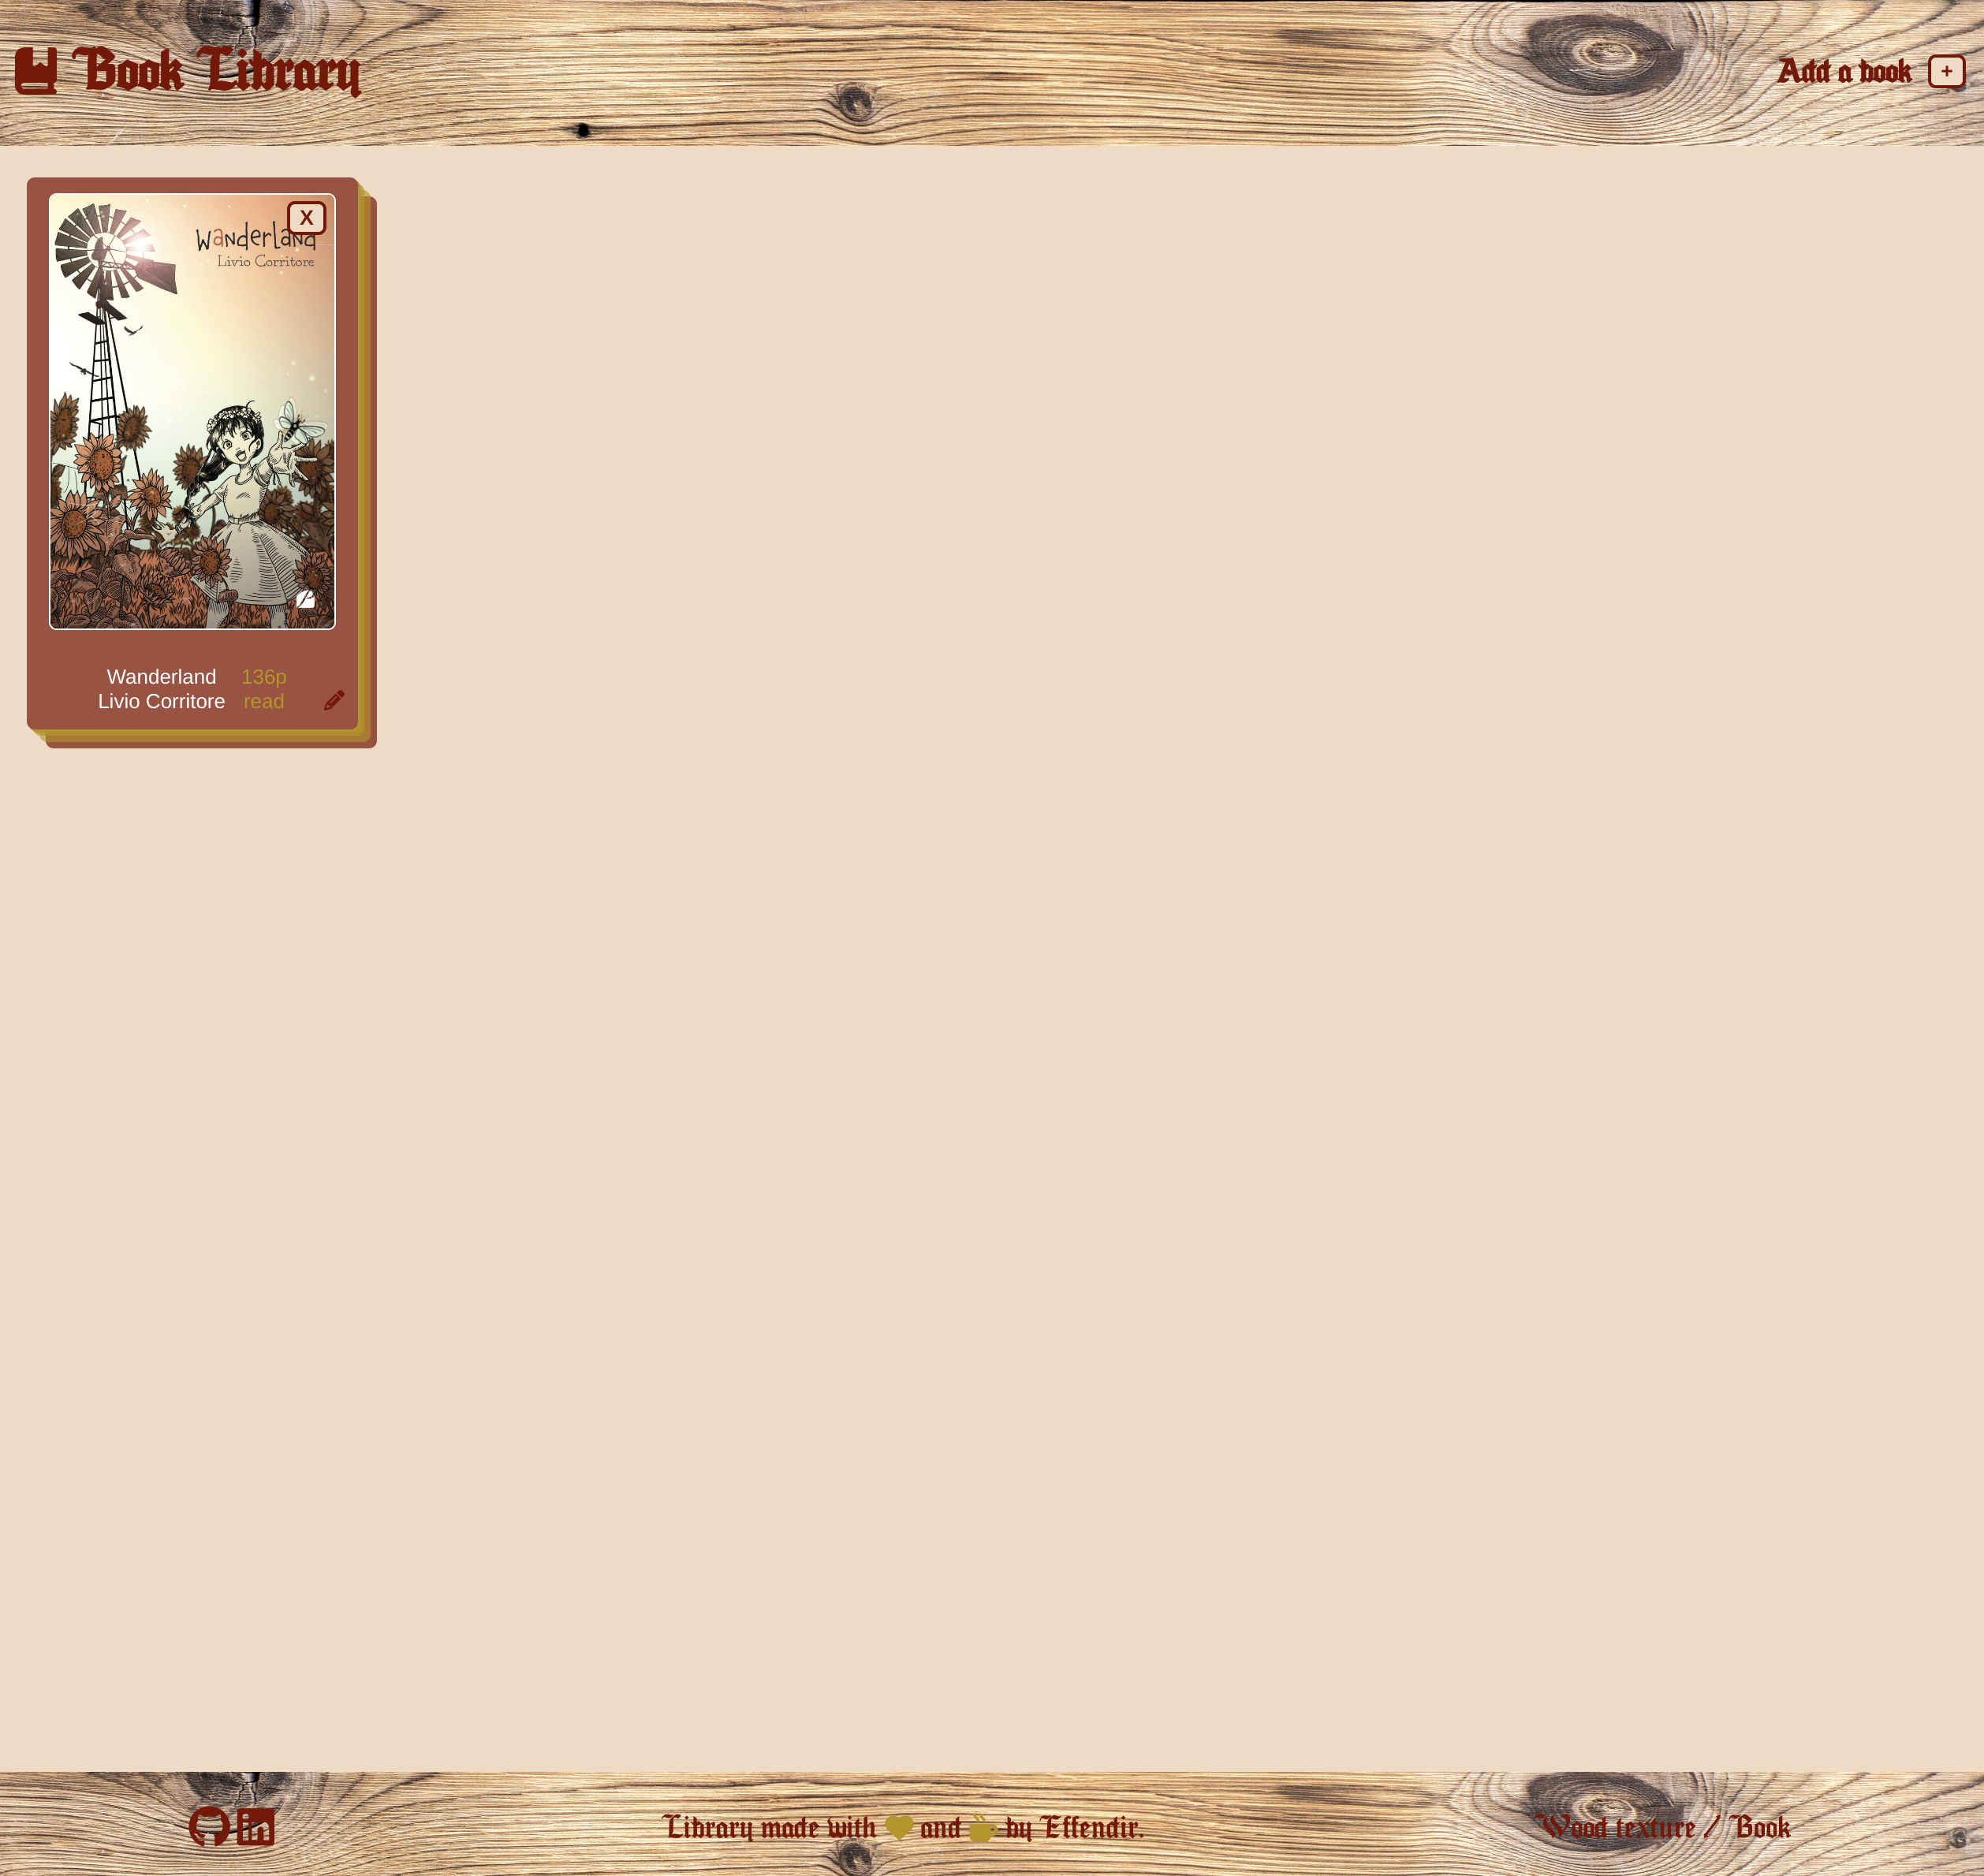 Book Library
Add a book +
X
Wanderland
Livio Corritore
Wanderland 136p
Livio Corritore read
in
Library made with and by Effendir.
Wood texture / Book